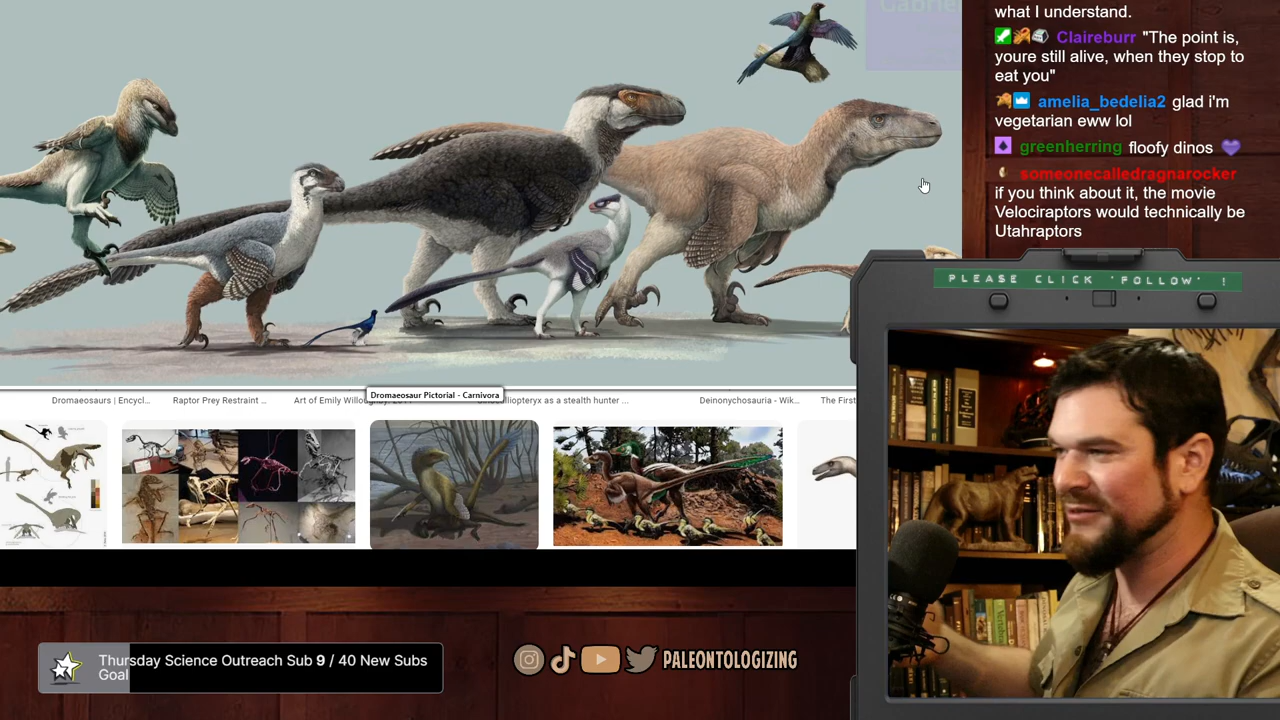 Gabrie
what I understand.
Claireburr "The point is,
youre still alive, when they stop to
eat you"
amelia_bedelia2 glad i'm
vegetarian eww lol
greenherring floofy dinos
someonecalledragnarocker
if you think about it, the movie
Velociraptors would technically be
Utahraptors
PLEASE CLICK 'FOLLOW' !
Dromaeosaur Pictorial - Carnivora
Dromaeosaurs | Encycl... Raptor Prey Restraint ... Art of Emily Willo iopteryx as a stealth hunter ... Deinonychosauria - Wik... The First
Thursday Science Outreach Sub 9 / 40 New Subs
Goal
PALEONTOLOGIZING